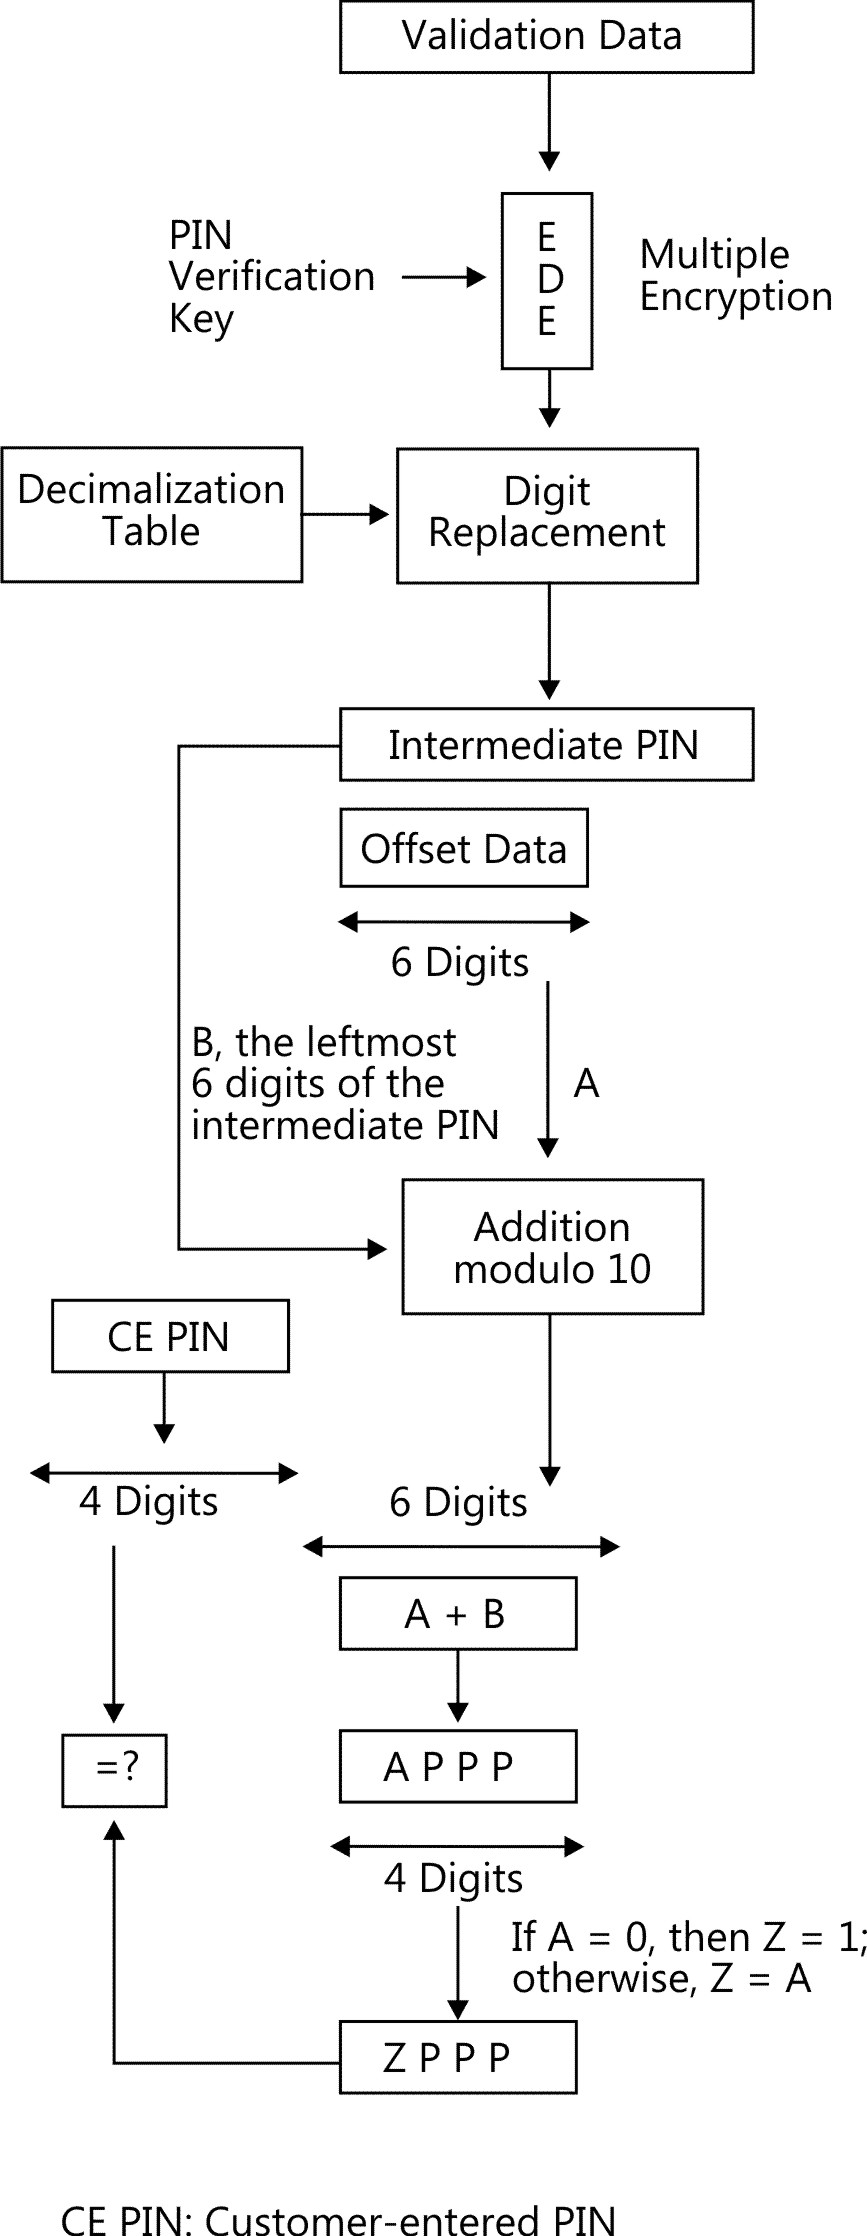 Validation Data
PIN
Verification
Key
E
D
E
Multiple
Encryption
Decimalization
Table
Digit
Replacement
Intermediate PIN
Offset Data
6 Digits
B, the leftmost
6 digits of the
intermediate PIN
A
Addition
modulo 10
CE PIN
4 Digits
6 Digits
A + B
=?
A P P P
4 Digits
If A = 0, then Z = 1;
otherwise, Z = A
Z P P P
CE PIN: Customer-entered PIN